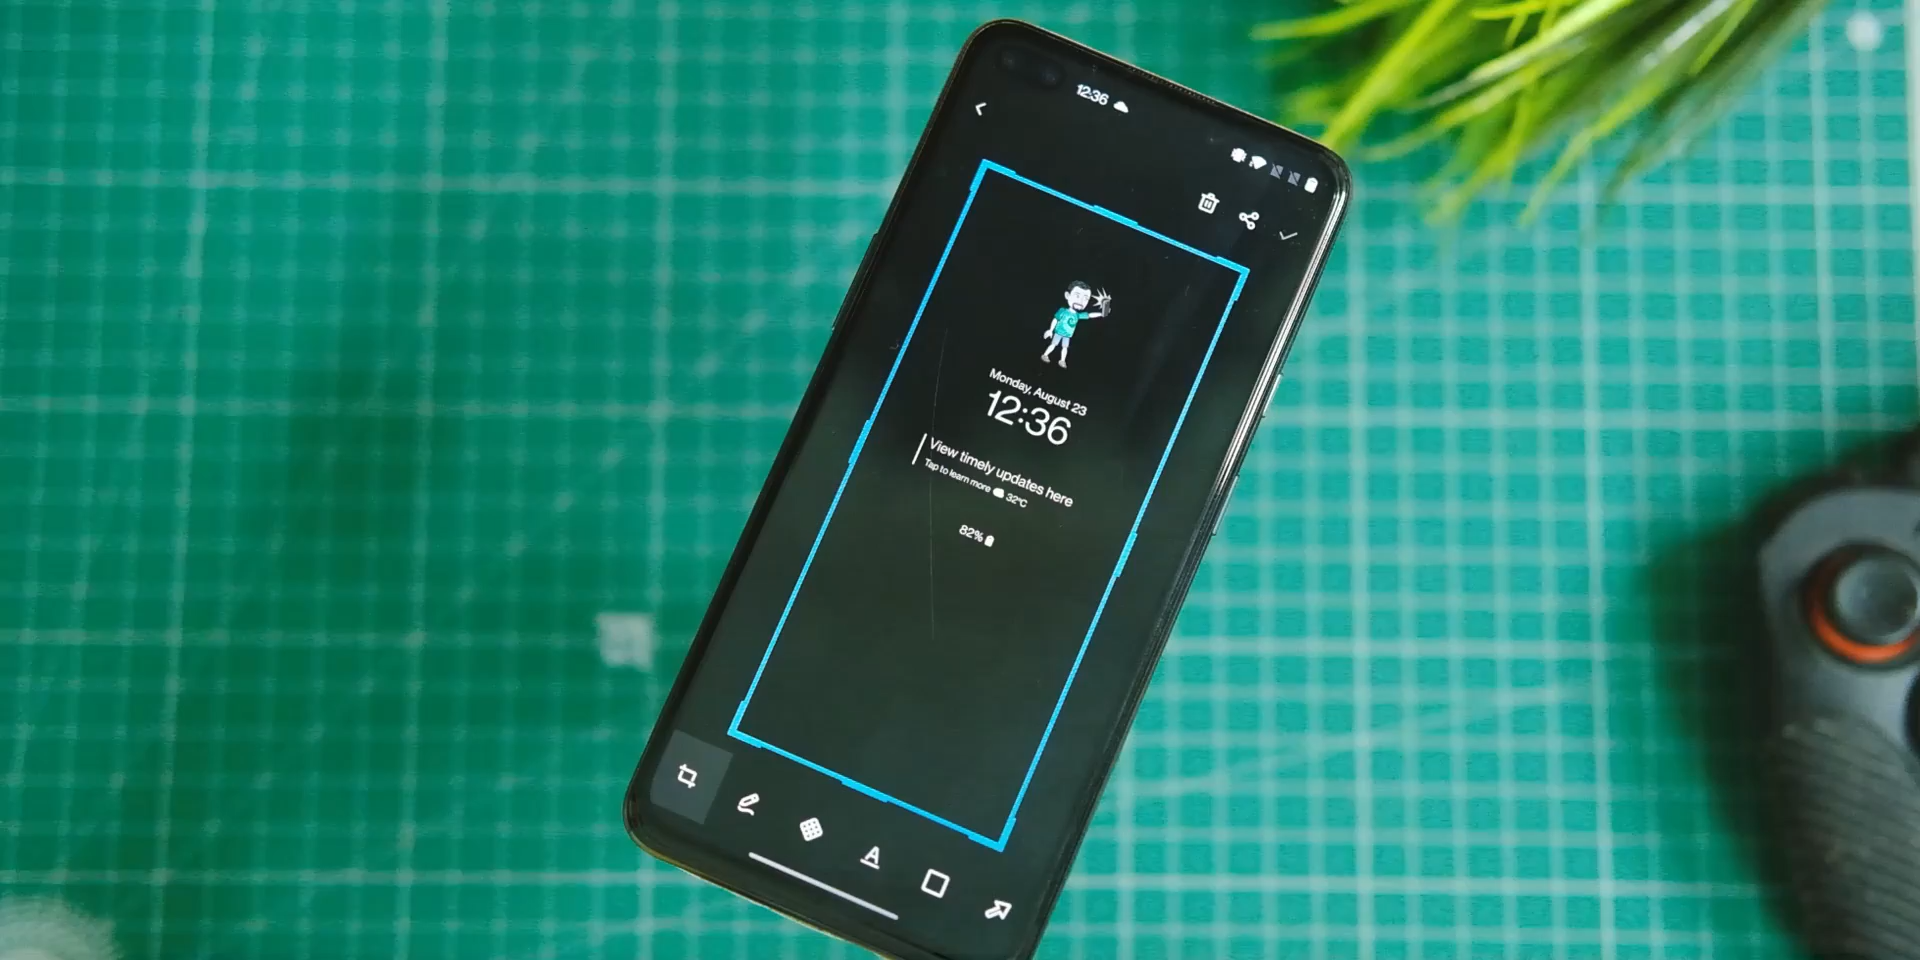 12:36
Monday, August 23
12:36
View timely updates here
Tap to learn more 32°C
82%
A